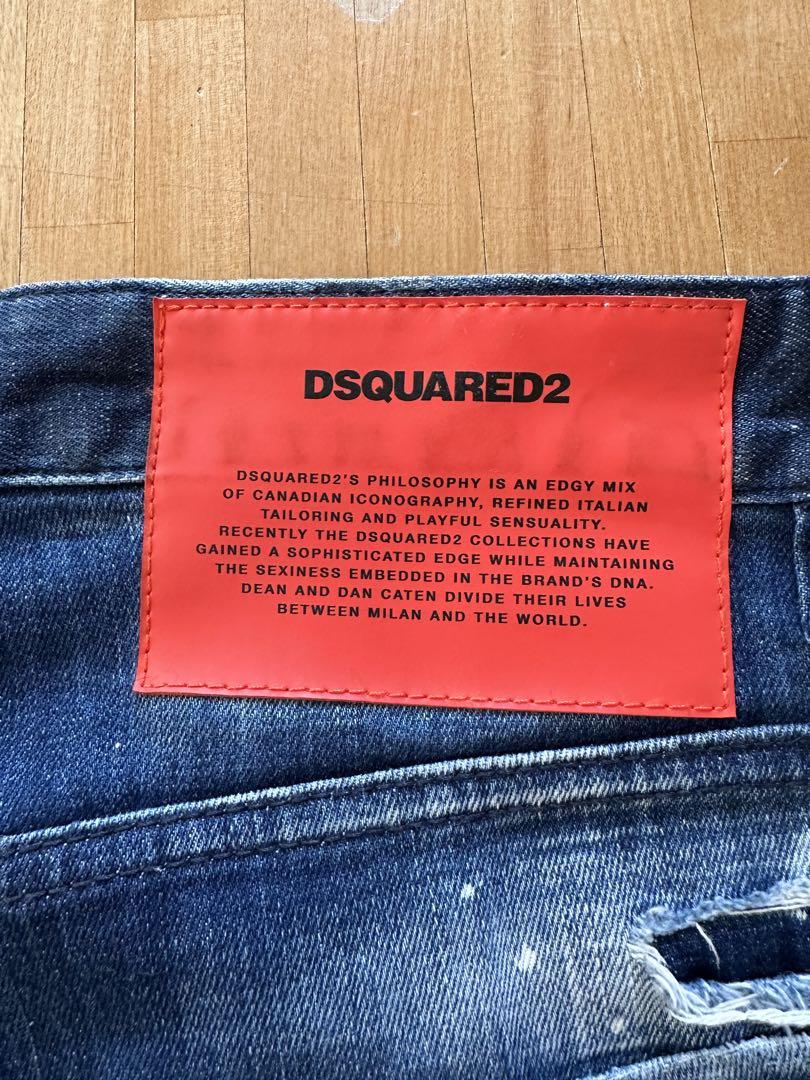 DSQUARED2
DSQUARED2'S PHILOSOPHY IS AN EDGY MIX
OF CANADIAN ICONOGRAPHY, REFINED ITALIAN
TAILORING AND PLAYFUL SENSUALITY.
RECENTLY THE DSQUARED2 COLLECTIONS HAVE
GAINED A SOPHISTICATED EDGE WHILE MAINTAINING
THE SEXINESS EMBEDDED IN THE BRAND'S DNA.
DEAN AND DAN CATEN DIVIDE THEIR LIVES
BETWEEN MILAN AND THE WORLD.